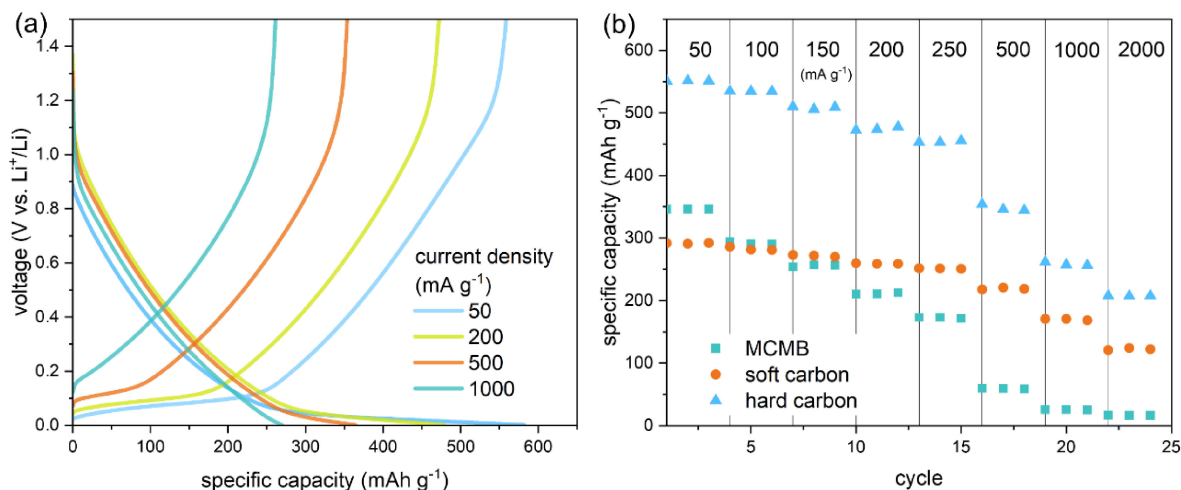 (a)
1.4
1.2
1.0
0.8
0.6
0.4
0.2
0.0
voltage (V vs. Li⁺/Li)
current density
(mA g⁻¹)
50
200
500
1000
0 100 200 300 400 500 600
specific capacity (mAh g⁻¹)
(b)
600
500
400
300
200
100
0
specific capacity (mAh g⁻¹)
50 100 150 200 250 500 1000 2000
(mA g⁻¹)
MCMB
soft carbon
hard carbon
5 10 15 20 25
cycle